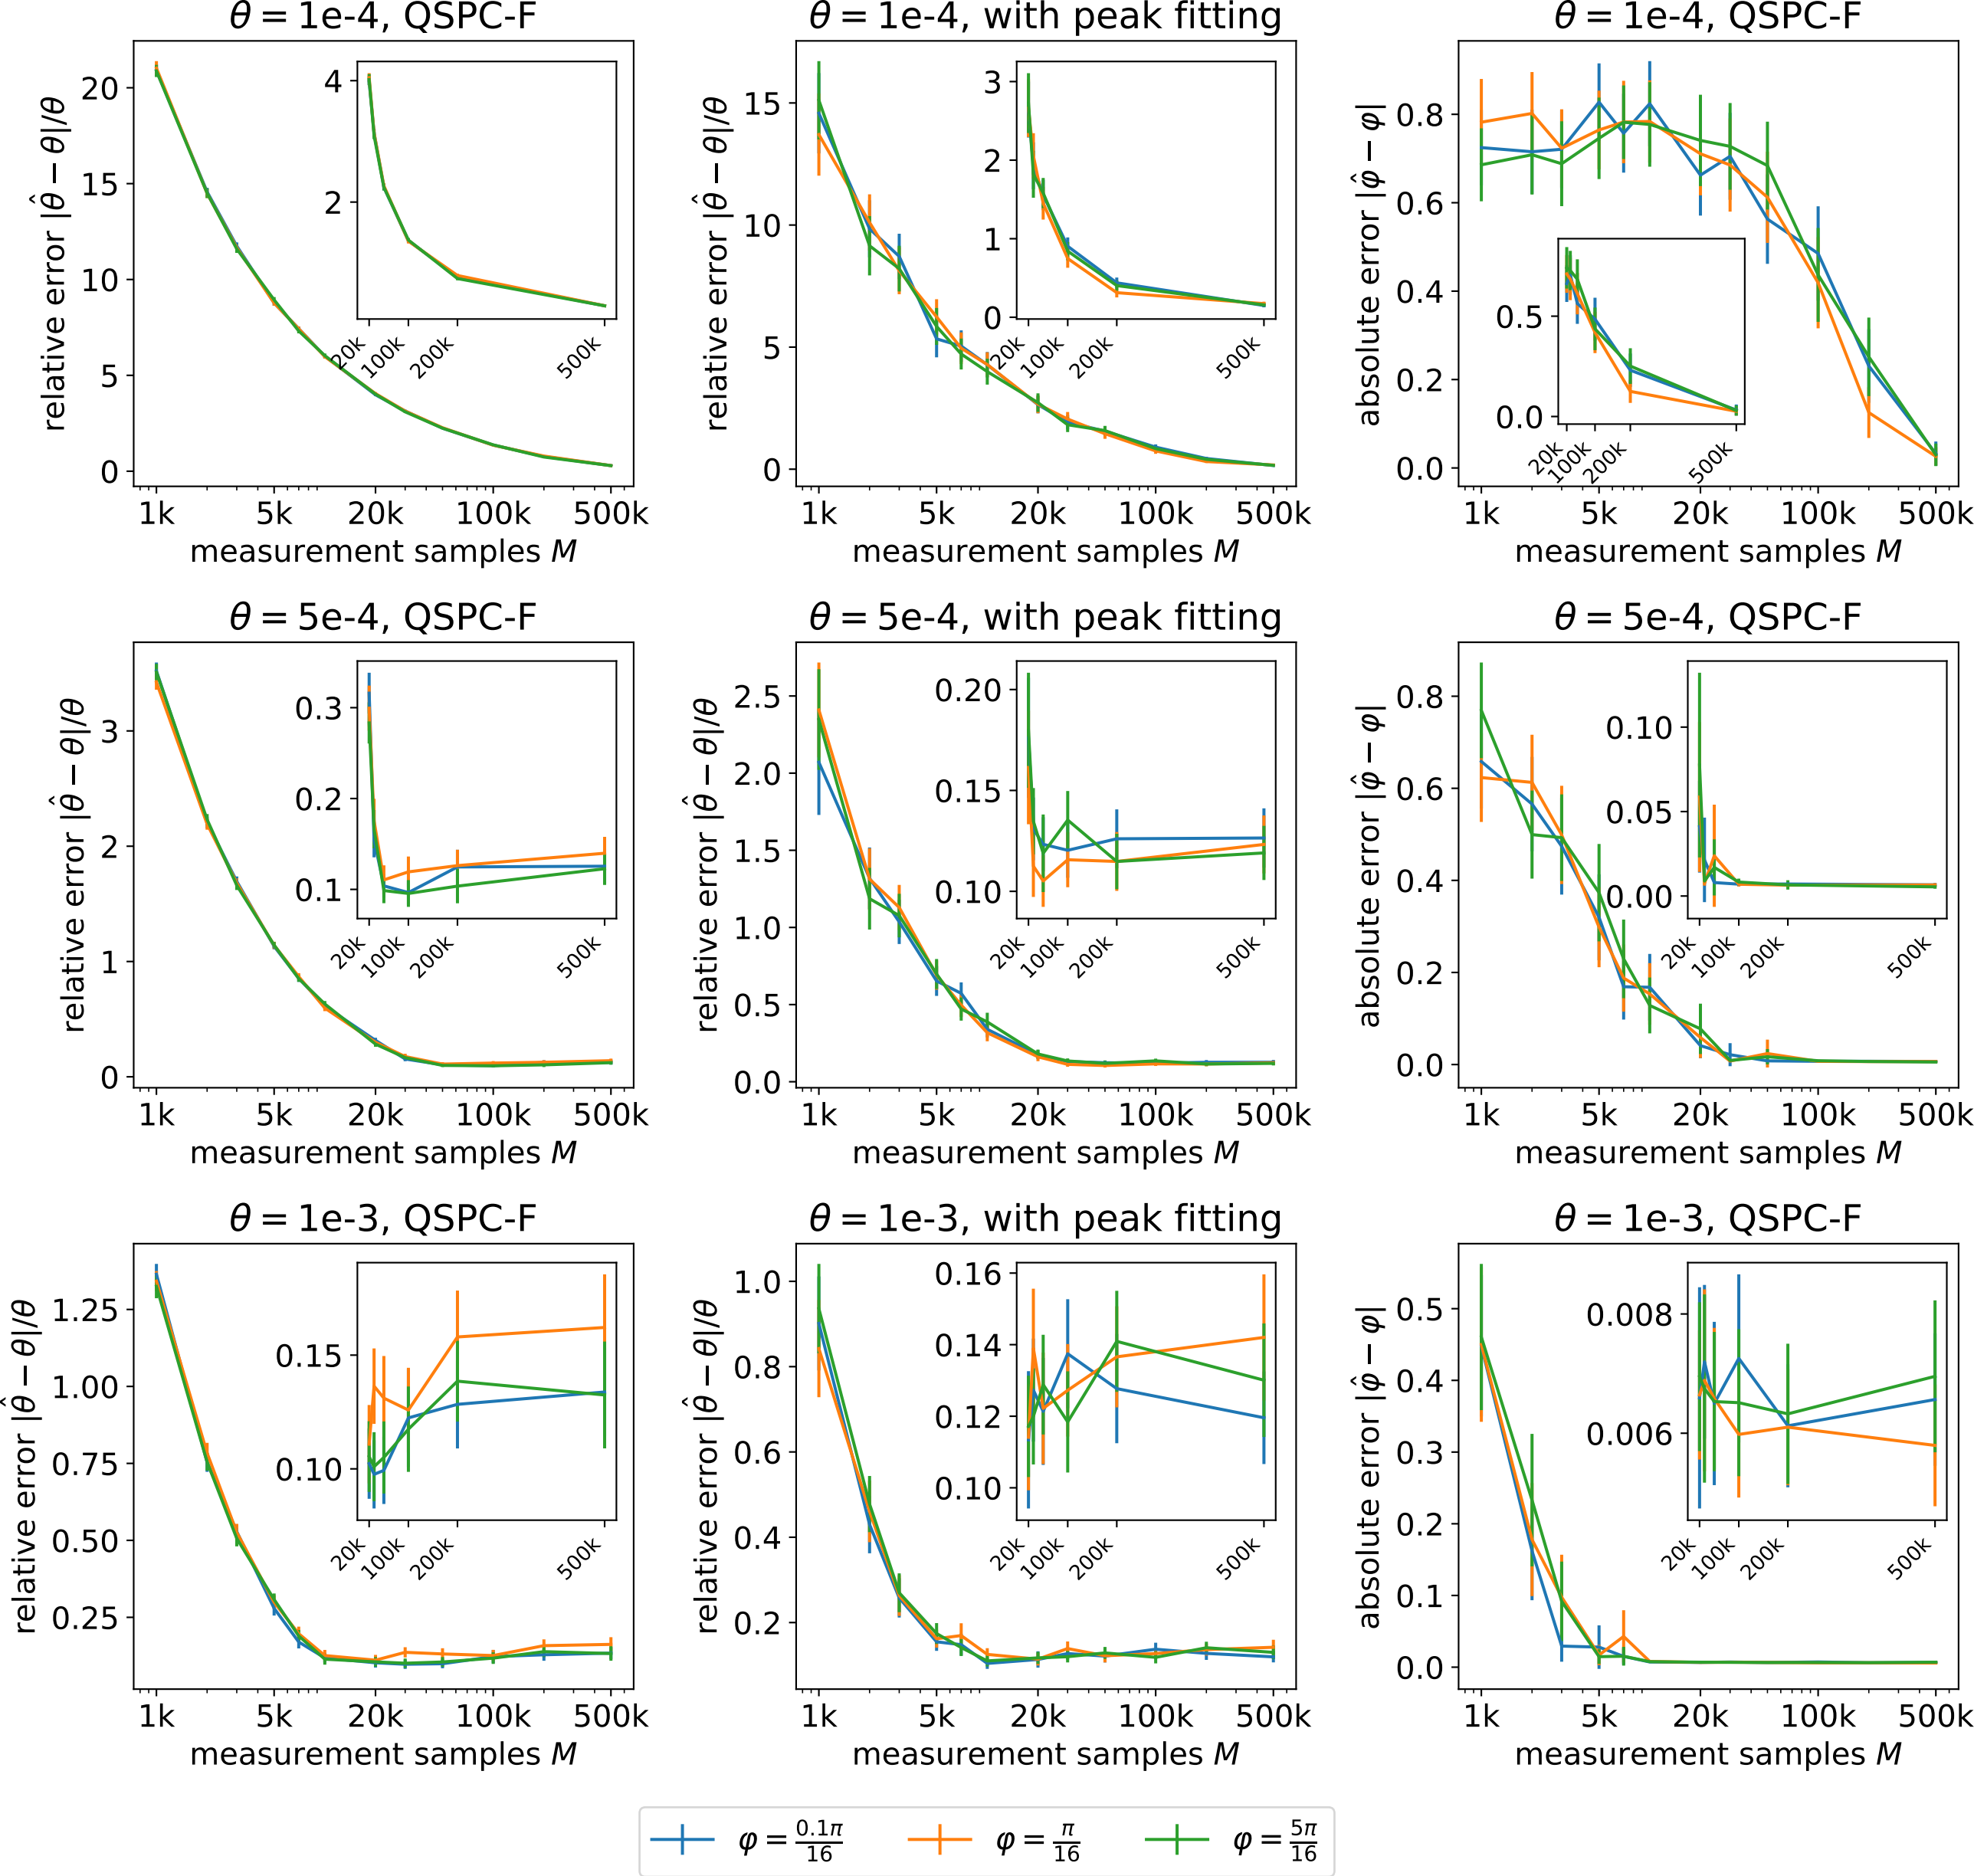 θ = 1e-4, QSPC-F
relative error |θ̂ − θ|/θ
20
15
10
5
0
4
2
20k
100k
200k
500k
1k 5k 20k 100k 500k
measurement samples M
θ = 1e-4, with peak fitting
relative error |θ̂ − θ|/θ
15
10
5
0
3
2
1
0
20k
100k
200k
500k
1k 5k 20k 100k 500k
measurement samples M
θ = 1e-4, QSPC-F
absolute error |φ̂ − φ|
0.8
0.6
0.4
0.2
0.0
0.5
0.0
20k
100k
200k
500k
1k 5k 20k 100k 500k
measurement samples M
θ = 5e-4, QSPC-F
relative error |θ̂ − θ|/θ
3
2
1
0
0.3
0.2
0.1
20k
100k
200k
500k
1k 5k 20k 100k 500k
measurement samples M
θ = 5e-4, with peak fitting
relative error |θ̂ − θ|/θ
2.5
2.0
1.5
1.0
0.5
0.0
0.20
0.15
0.10
20k
100k
200k
500k
1k 5k 20k 100k 500k
measurement samples M
θ = 5e-4, QSPC-F
absolute error |φ̂ − φ|
0.8
0.6
0.4
0.2
0.0
0.10
0.05
0.00
20k
100k
200k
500k
1k 5k 20k 100k 500k
measurement samples M
θ = 1e-3, QSPC-F
relative error |θ̂ − θ|/θ
1.25
1.00
0.75
0.50
0.25
0.15
0.10
20k
100k
200k
500k
1k 5k 20k 100k 500k
measurement samples M
θ = 1e-3, with peak fitting
relative error |θ̂ − θ|/θ
1.0
0.8
0.6
0.4
0.2
0.16
0.14
0.12
0.10
20k
100k
200k
500k
1k 5k 20k 100k 500k
measurement samples M
θ = 1e-3, QSPC-F
absolute error |φ̂ − φ|
0.5
0.4
0.3
0.2
0.1
0.0
0.008
0.006
20k
100k
200k
500k
1k 5k 20k 100k 500k
measurement samples M
φ = 0.1π/16 φ = π/16 φ = 5π/16